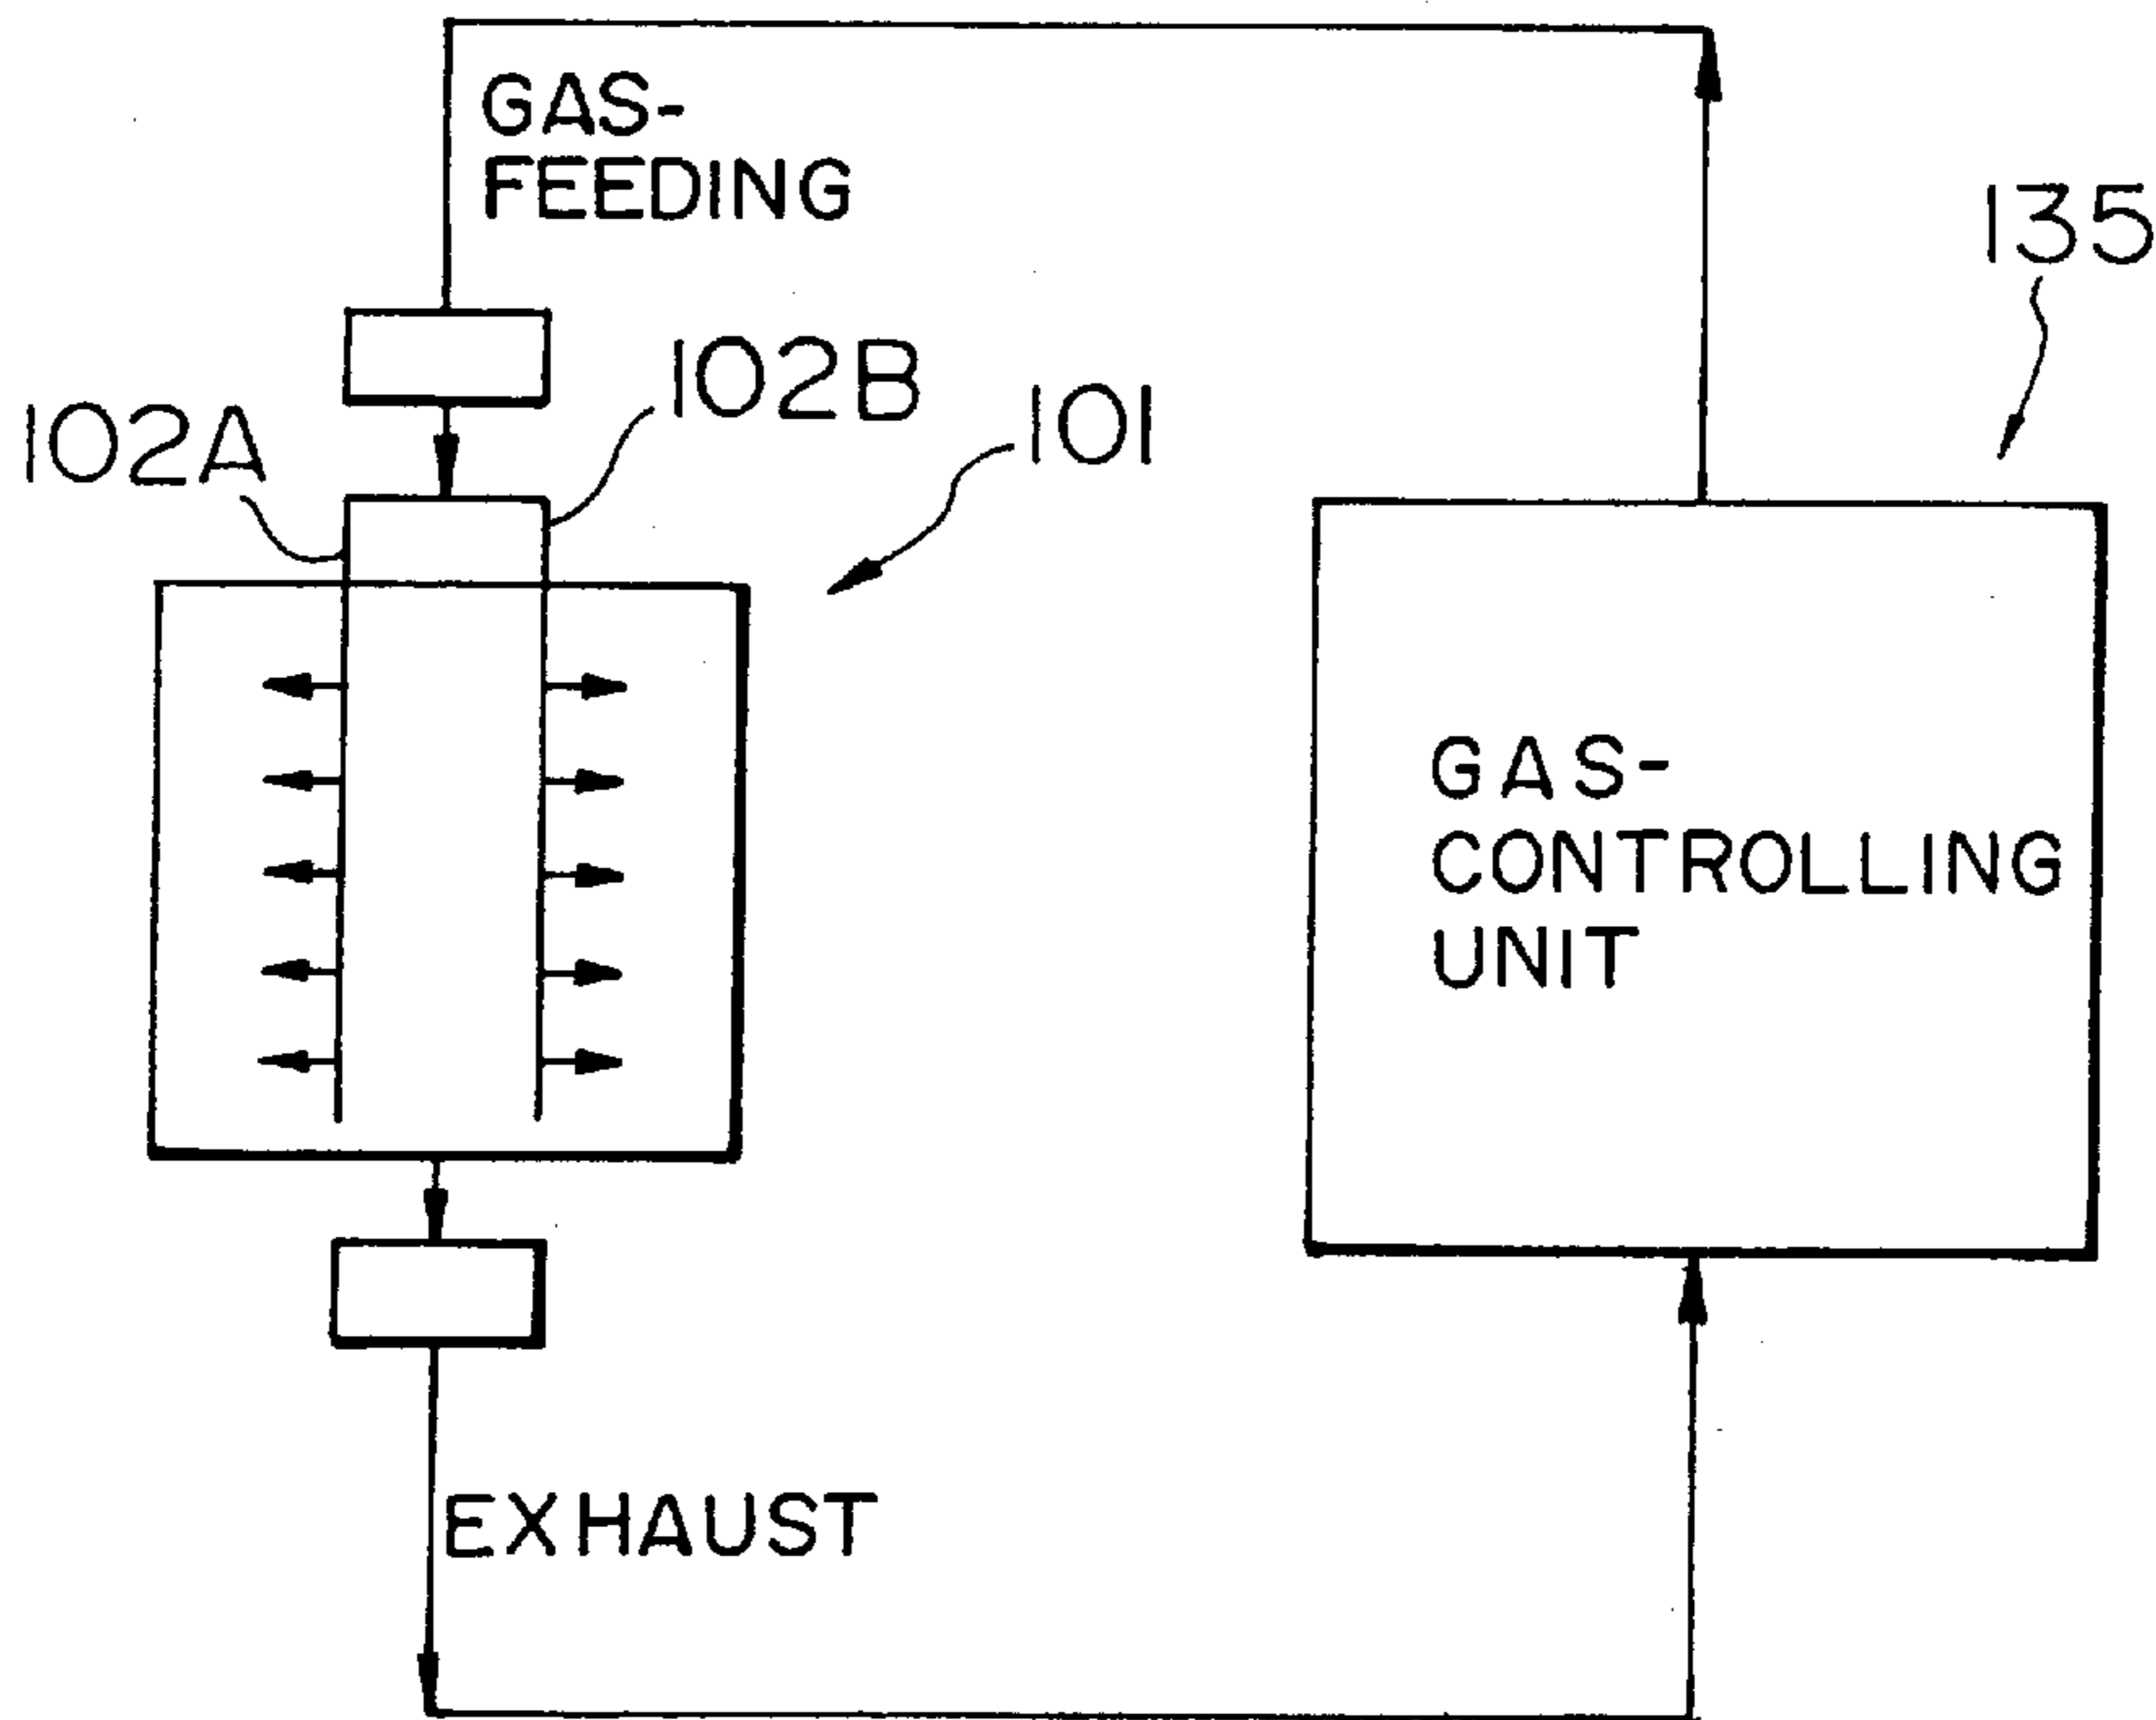 GAS-
FEEDING
135
102B
101
102A
GAS-
CONTROLLING
UNIT
EXHAUST